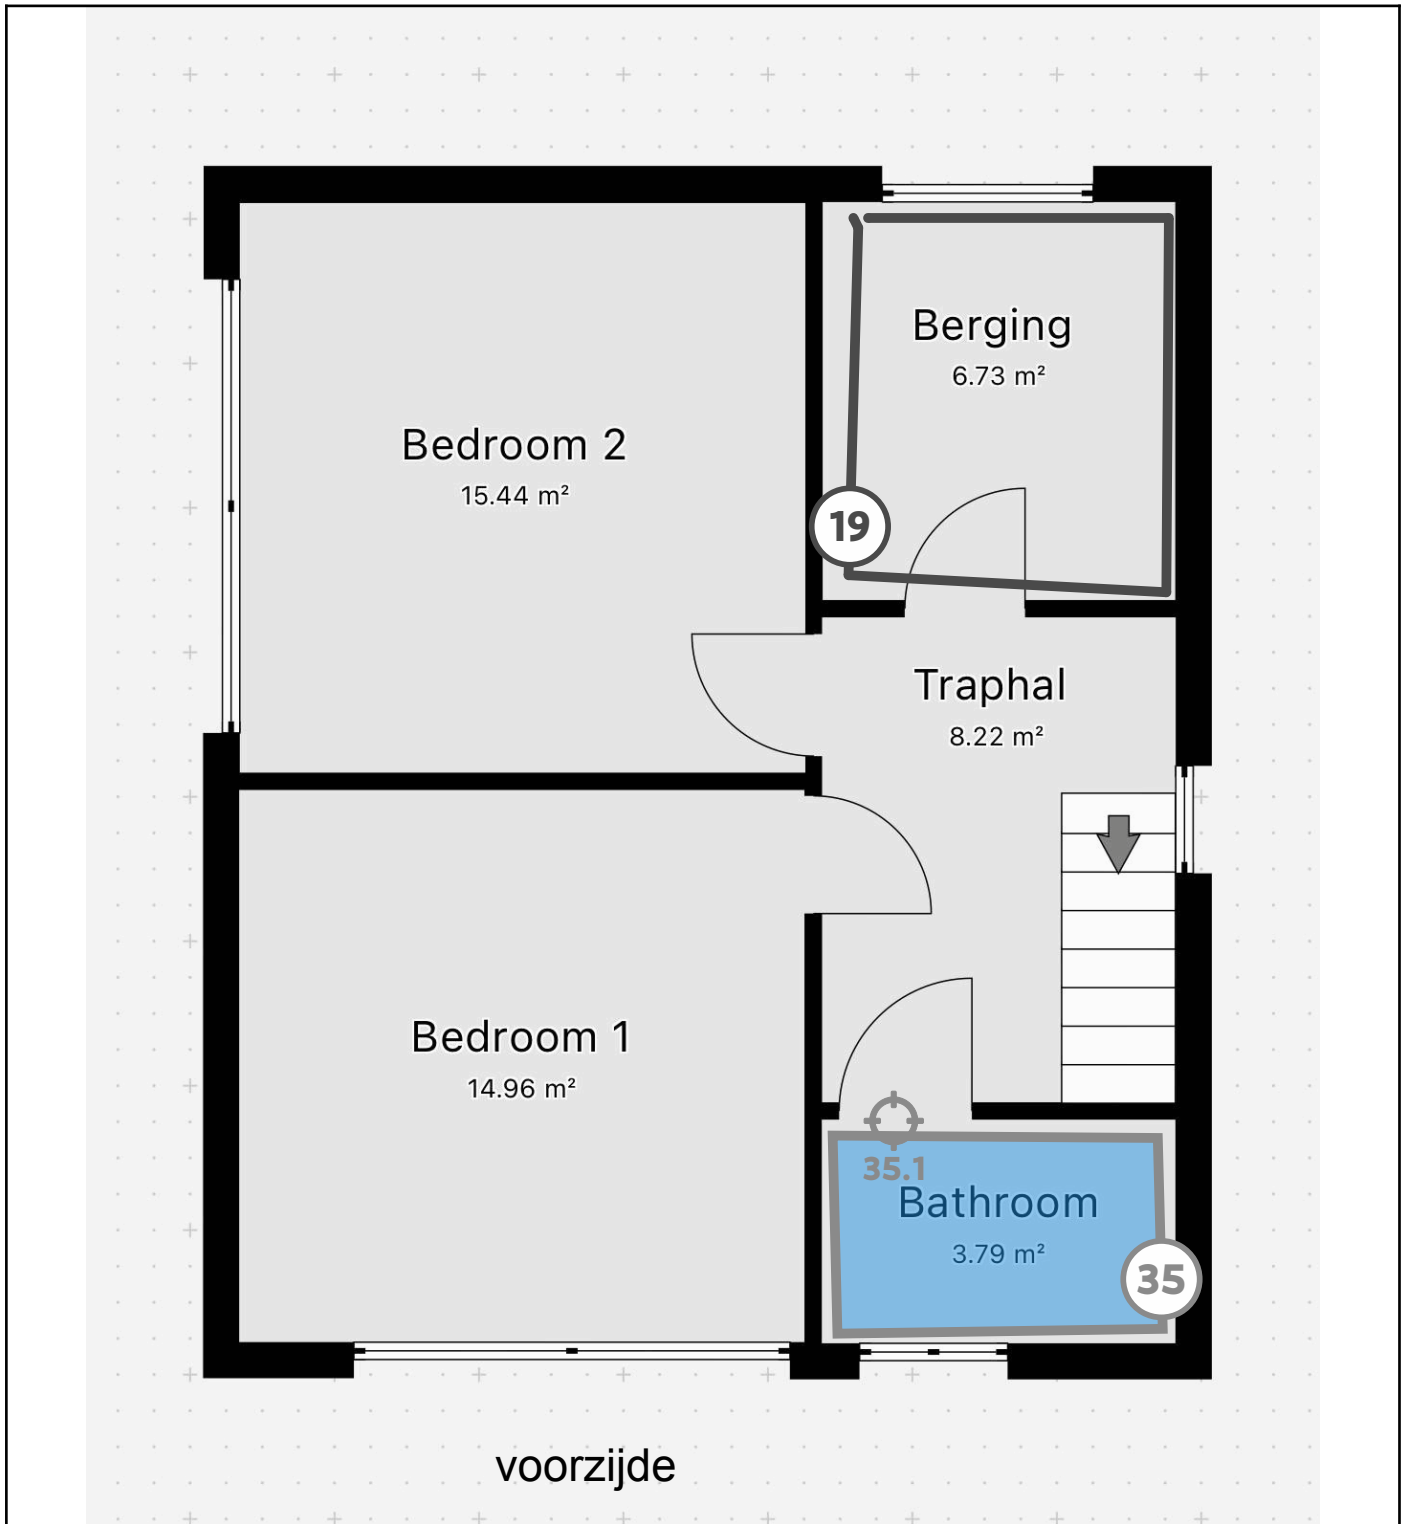 Berging
6.73 m²
Bedroom 2
15.44 m²
19
Traphal
8.22 m²
Bedroom 1
14.96 m²
35.1
Bathroom
3.79 m²
35
voorzijde